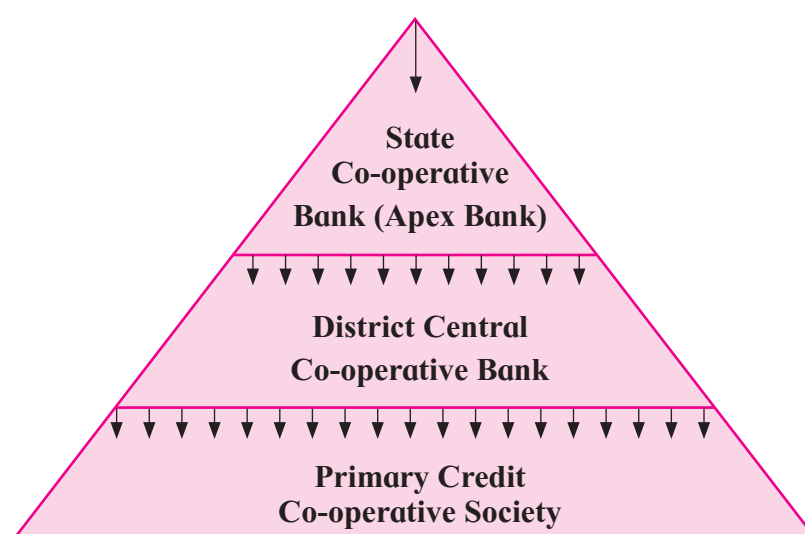 State
Co-operative
Bank (Apex Bank)
District Central
Co-operative Bank
Primary Credit
Co-operative Society